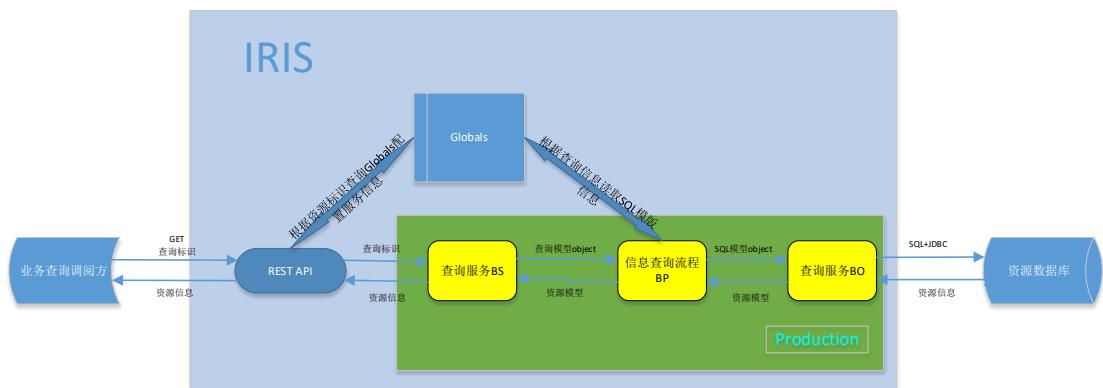 IRIS
Globals
根据资源标识查询Globals配
置服务信息
根据查询信息读取SQL模版
信息
GET
查询标识
查询标识
查询模型object
SQL模型object
SQL+JDBC
业务查询调阅方
REST API
查询服务BS
信息查询流程
BP
查询服务BO
资源数据库
资源信息
资源信息
资源模型
资源模型
资源信息
Production